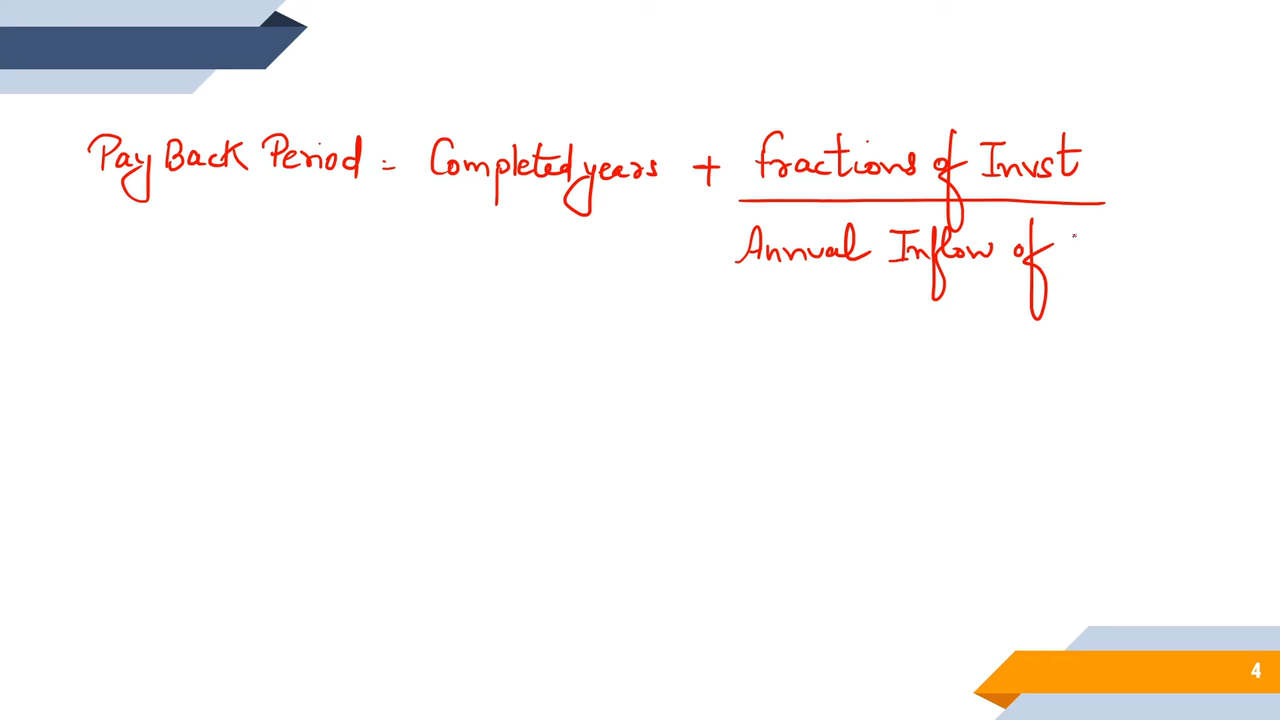 Pay Back Period = Completed years + fractions of Invst
Annual Inflow of
4